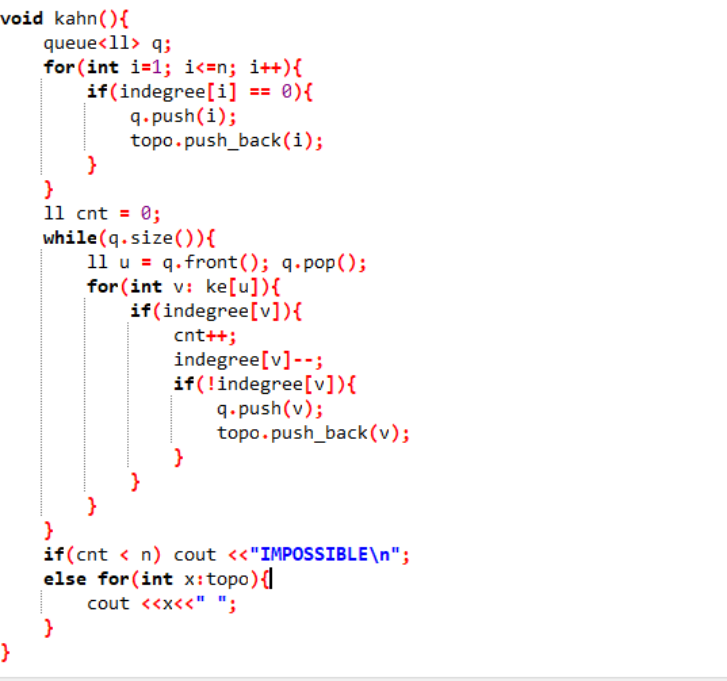 void kahn(){
queue<ll> q;
for(int i=1; i<=n; i++){
if(indegree[i] == 0){
q.push(i);
topo.push_back(i);
}
}
ll cnt = 0;
while(q.size()){
ll u = q.front(); q.pop();
for(int v: ke[u]){
if(indegree[v]){
cnt++;
indegree[v]--;
if(!indegree[v]){
q.push(v);
topo.push_back(v);
}
}
}
}
if(cnt < n) cout <<"IMPOSSIBLE\n";
else for(int x:topo){
cout <<x<<" ";
}
}